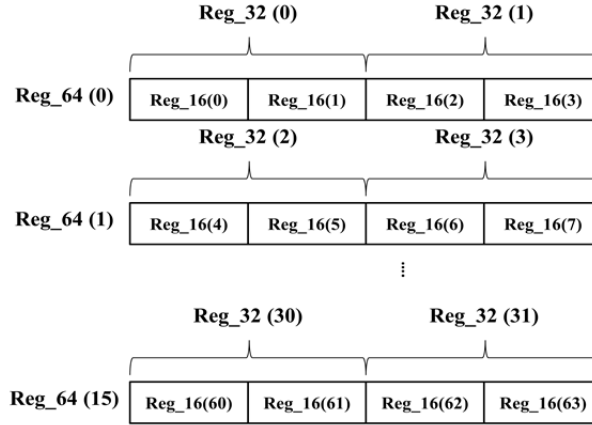 Reg_32 (0) Reg_32 (1)
Reg_64 (0) Reg_16(0) Reg_16(1) Reg_16(2) Reg_16(3)
Reg_32 (2) Reg_32 (3)
Reg_64 (1) Reg_16(4) Reg_16(5) Reg_16(6) Reg_16(7)
Reg_32 (30) Reg_32 (31)
Reg_64 (15) Reg_16(60) Reg_16(61) Reg_16(62) Reg_16(63)